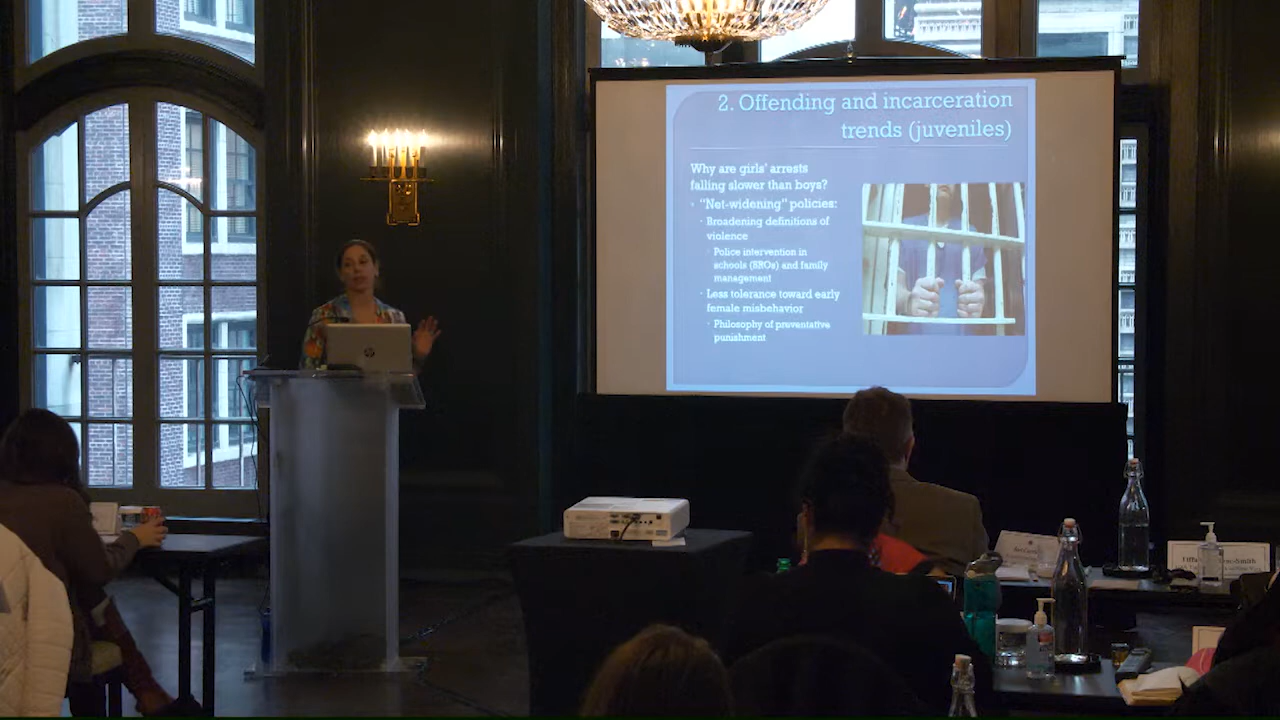 2. Offending and incarceration
trends (juveniles)
Why are girls' arrests
falling slower than boys?
"Net-widening" policies:
Broadening definitions of
violence
Police intervention in
schools (SROs) and family
management
Less tolerance toward early
female misbehavior
Philosophy of preventative
punishment
hp